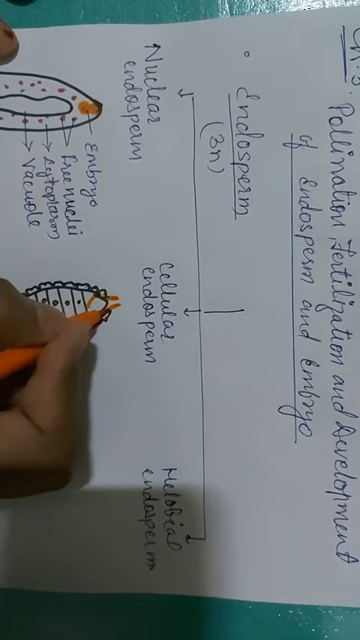 Ch. 3
Pollination Fertilization and Development
of endosperm and embryo
Endosperm
(3n)
Nuclear
endosperm
Cellular
endosperm
Helobial
endosperm
Embryo
Free nuclei
Cytoplasm
Vacuole